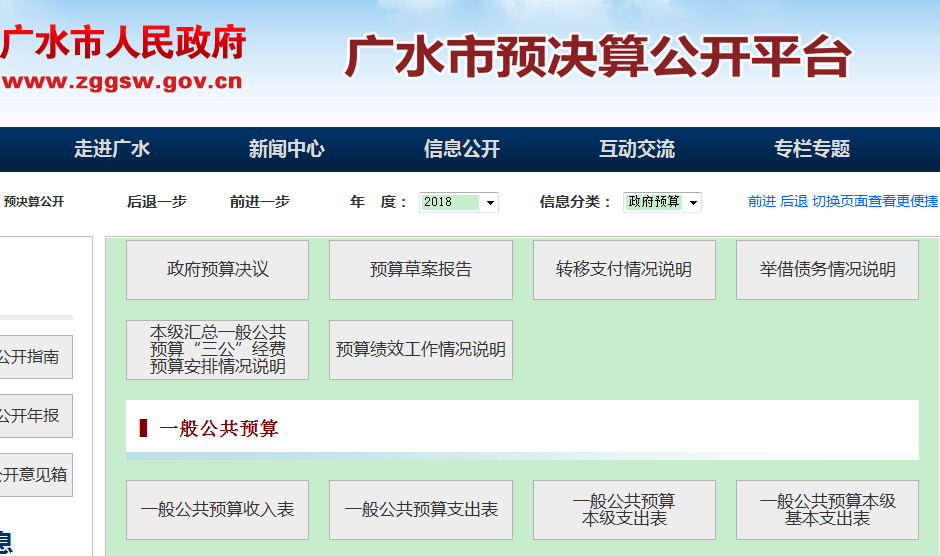 广水市人民政府
www.zggsw.gov.cn
广水市预决算公开平台
走进广水 新闻中心 信息公开 互动交流 专栏专题
预决算公开 后退一步 前进一步 年 度： 2018 信息分类： 政府预算 前进 后退 切换页面查看更便捷
政府预算决议 预算草案报告 转移支付情况说明 举借债务情况说明
本级汇总一般公共
预算“三公”经费
预算安排情况说明
预算绩效工作情况说明
公开指南
公开年报
一般公共预算
公开意见箱
一般公共预算收入表 一般公共预算支出表
一般公共预算
本级支出表
一般公共预算本级
基本支出表
息